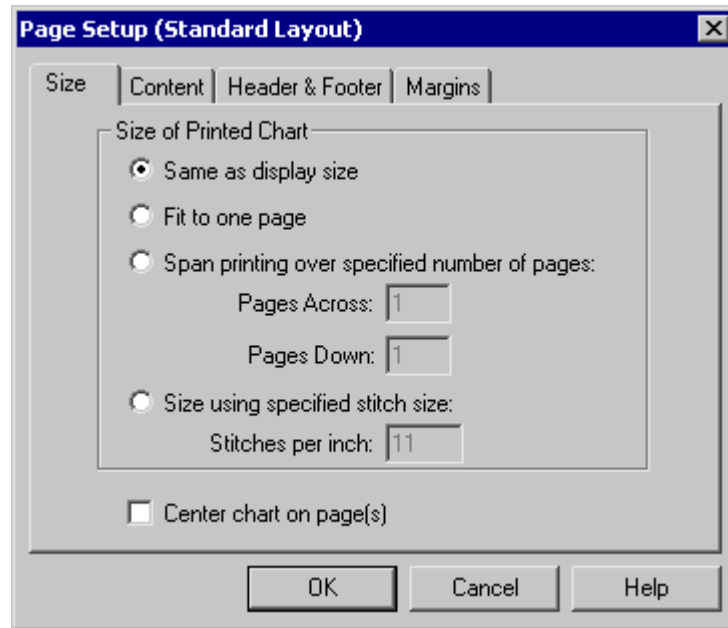 Page Setup (Standard Layout)
Size Content Header & Footer Margins
Size of Printed Chart
Same as display size
Fit to one page
Span printing over specified number of pages:
Pages Across: 1
Pages Down: 1
Size using specified stitch size:
Stitches per inch: 11
Center chart on page(s)
OK Cancel Help